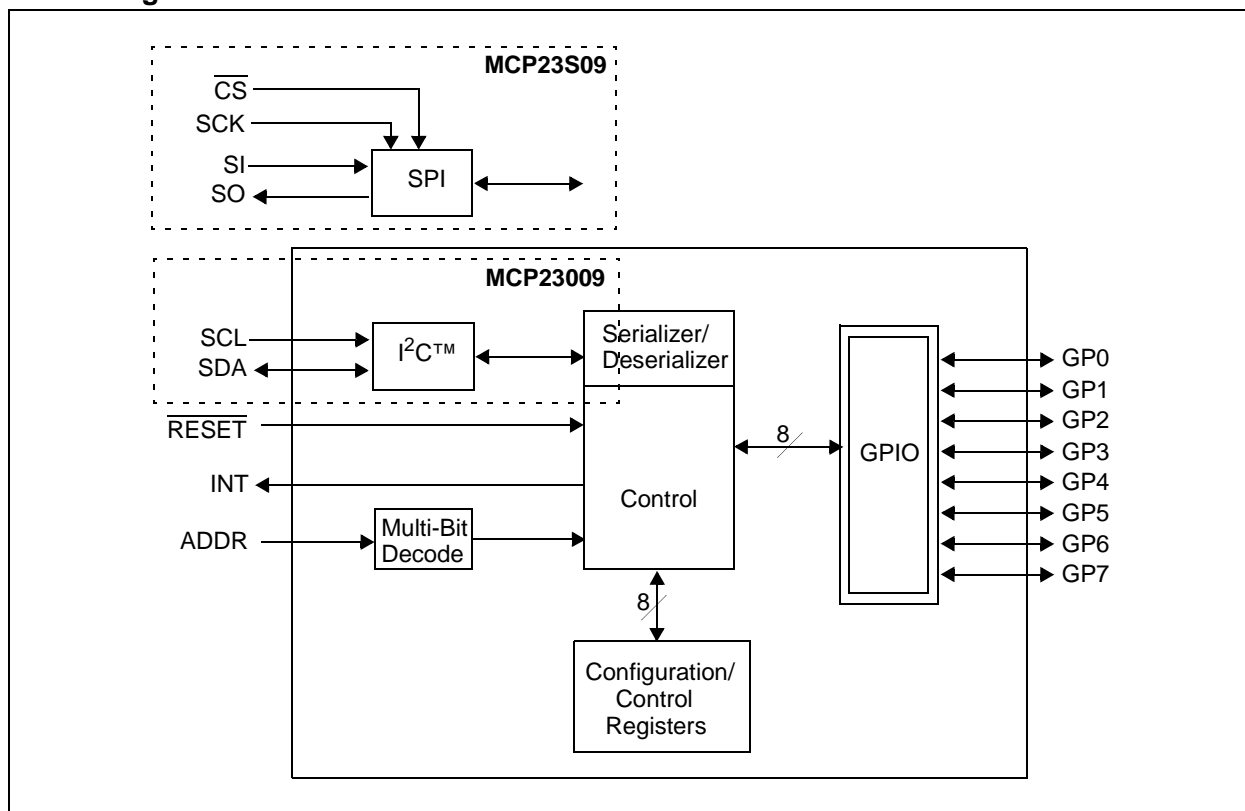 MCP23S09
CS
SCK
SI
SO
SPI
MCP23009
SCL
SDA
I²C™
Serializer/
Deserializer
RESET
INT
ADDR
Multi-Bit
Decode
Control
8
GPIO
GP0
GP1
GP2
GP3
GP4
GP5
GP6
GP7
8
Configuration/
Control
Registers